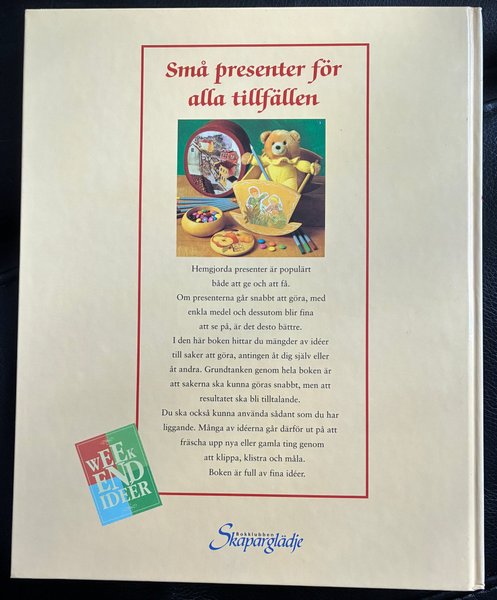 Små presenter för
alla tillfällen
Hemgjorda presenter är populärt
både att ge och att få.
Om presenterna går snabbt att göra, med
enkla medel och dessutom blir fina
att se på, är det desto bättre.
I den här boken hittar du mängder av idéer
till saker att göra, antingen åt dig själv eller
åt andra. Grundtanken genom hela boken är
att sakerna ska kunna göras snabbt, men att
resultatet ska bli tilltalande.
Du ska också kunna använda sådant som du har
liggande. Många av idéerna går därför ut på att
fräscha upp nya eller gamla ting genom
att klippa, klistra och måla.
Boken är full av fina idéer.
WEEK
END
IDÉER
Bokklubben
Skaparglädje